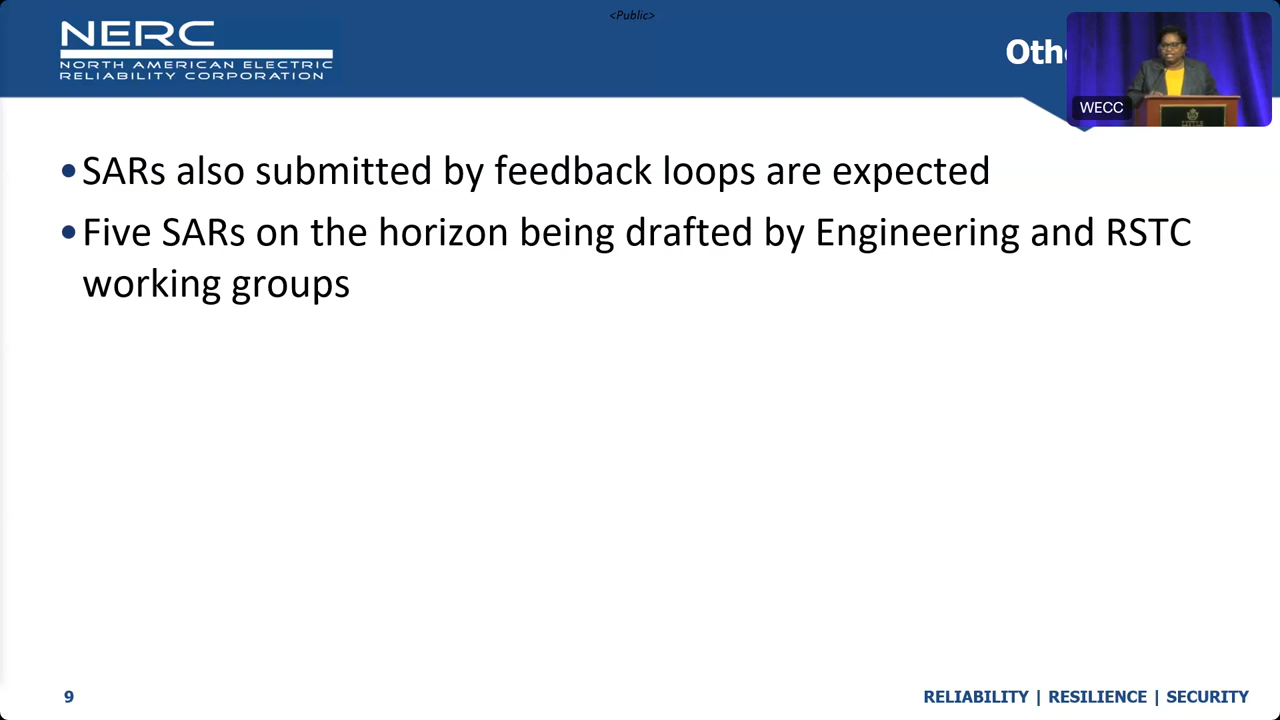 <Public>
NERC
NORTH AMERICAN ELECTRIC
RELIABILITY CORPORATION
WECC
•SARs also submitted by feedback loops are expected
•Five SARs on the horizon being drafted by Engineering and RSTC
working groups
9
RELIABILITY | RESILIENCE | SECURITY